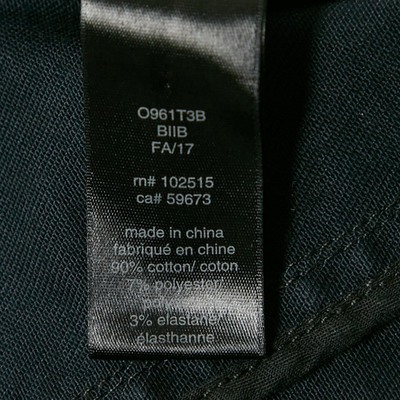 O961T3B
BIIB
FA/17
rn# 102515
ca# 59673
made in china
fabriqué en chine
90% cotton/ coton
7% polyester/
3% elastane/
élasthanne